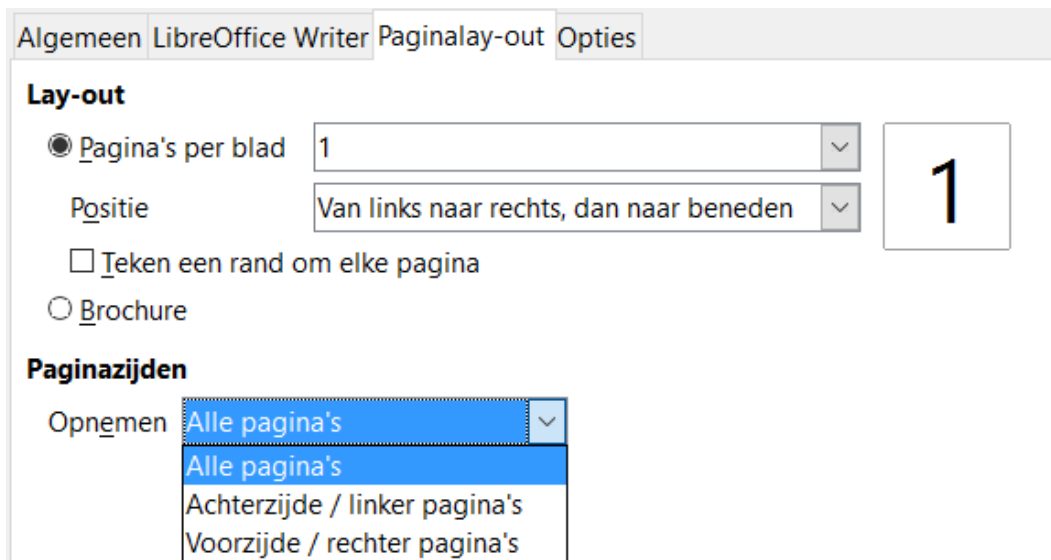 Algemeen LibreOffice Writer Paginalay-out Opties
Lay-out
Pagina's per blad 1
1
Positie Van links naar rechts, dan naar beneden
Teken een rand om elke pagina
Brochure
Paginazijden
Opnemen Alle pagina's
Alle pagina's
Achterzijde / linker pagina's
Voorzijde / rechter pagina's